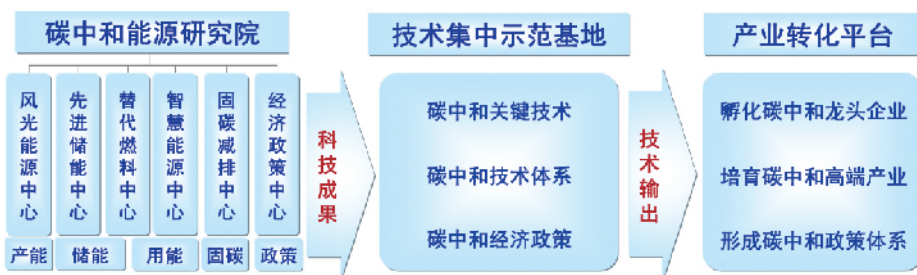 碳中和能源研究院
风光能源中心
先进储能中心
替代燃料中心
智慧能源中心
固碳减排中心
经济政策中心
产能
储能
用能
固碳
政策
科技成果
技术集中示范基地
碳中和关键技术
碳中和技术体系
碳中和经济政策
技术输出
产业转化平台
孵化碳中和龙头企业
培育碳中和高端产业
形成碳中和政策体系